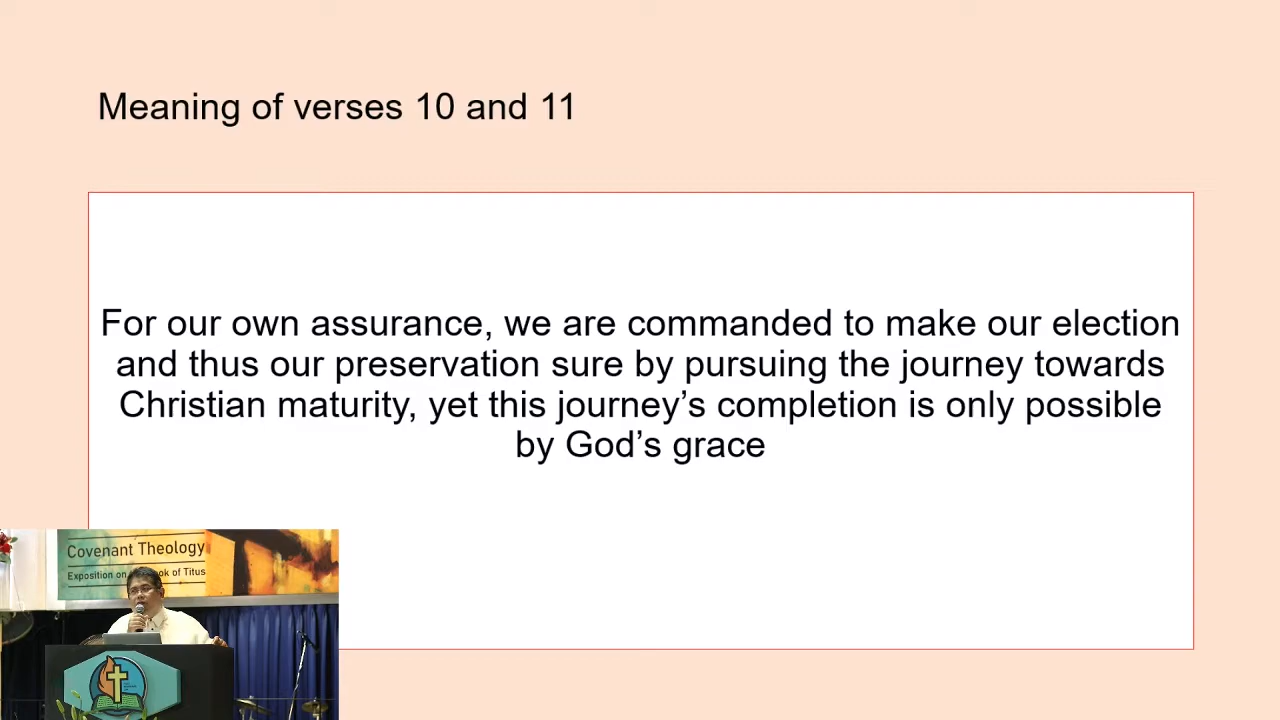 Meaning of verses 10 and 11
For our own assurance, we are commanded to make our election
and thus our preservation sure by pursuing the journey towards
Christian maturity, yet this journey’s completion is only possible
by God’s grace
Covenant Theology
Exposition on ook of Titus